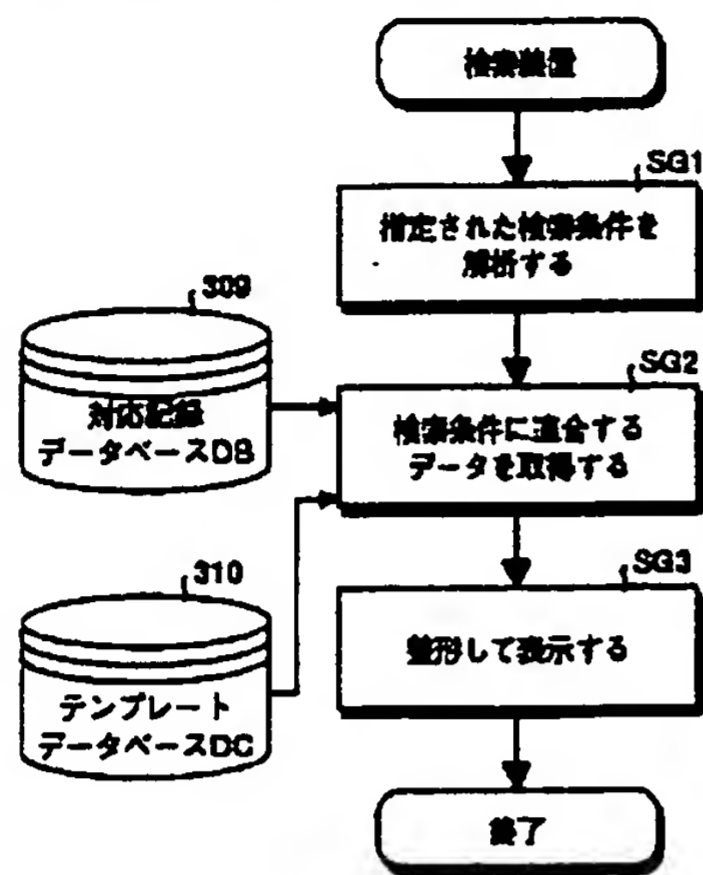 検索装置
SG1
指定された検索条件を
解断する
309
対応記録
データベースDB
SG2
検索条件に適合する
データを取得する
310
テンプレート
データベースDC
SG3
整形して表示する
終了